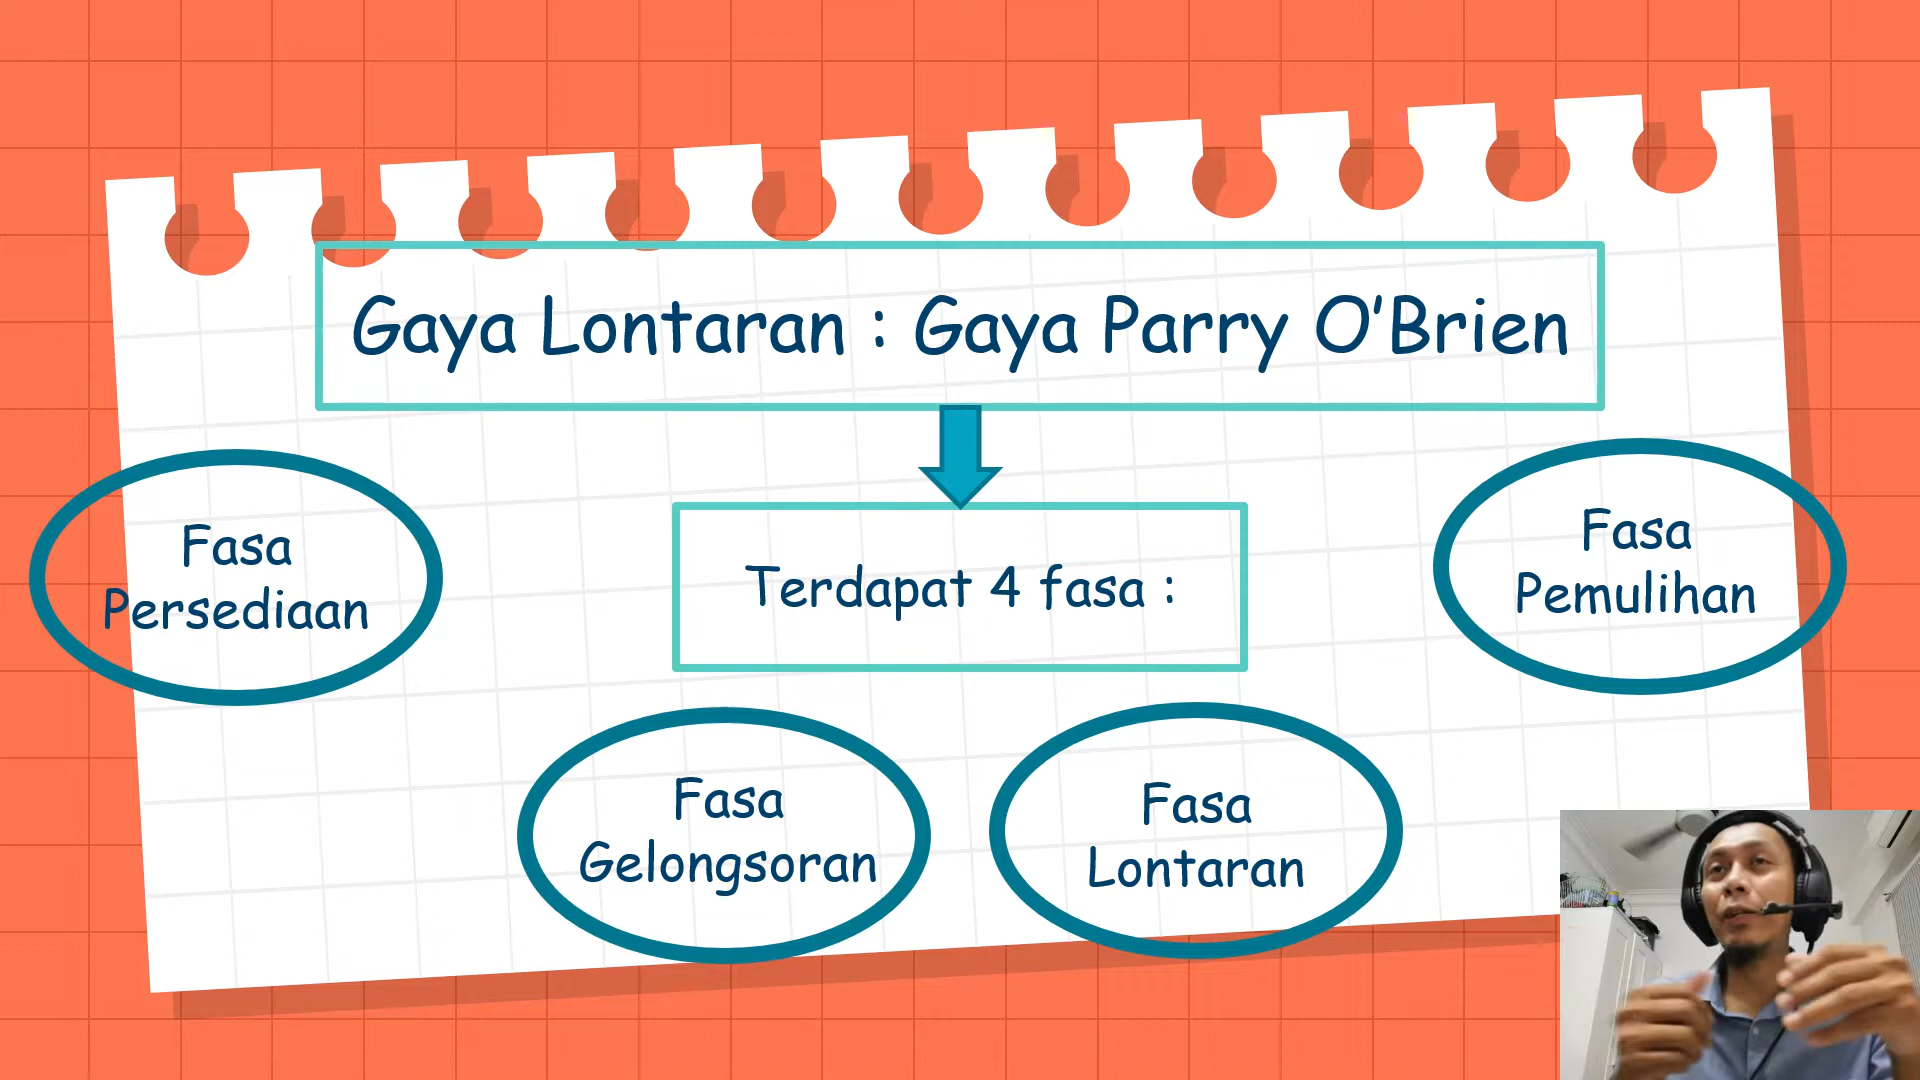 Gaya Lontaran : Gaya Parry O'Brien
Terdapat 4 fasa :
Fasa
Persediaan
Fasa
Gelongsoran
Fasa
Lontaran
Fasa
Pemulihan